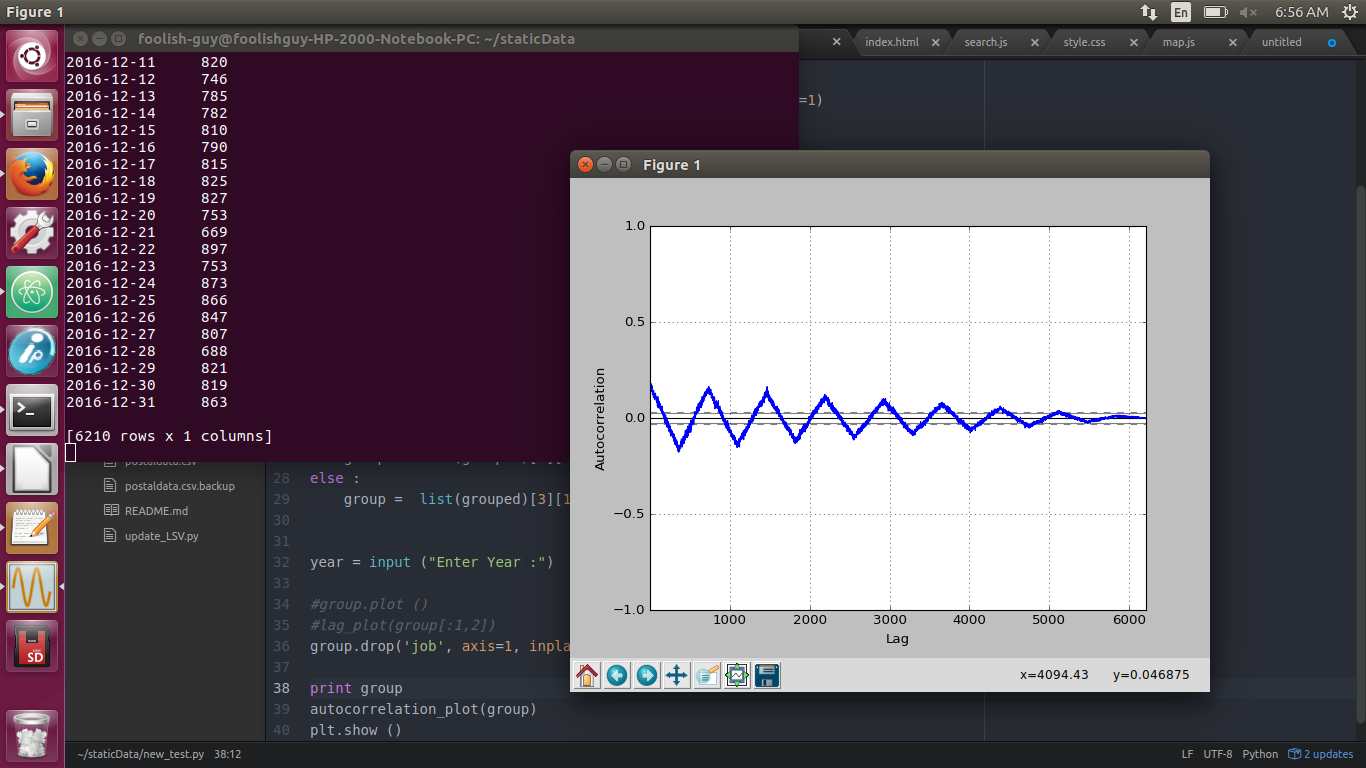 Figure 1
En
6:56 AM
foolish-guy@foolishguy-HP-2000-Notebook-PC: ~/staticData
index.html
search.js
style.css
map.js
untitled
2016-12-11 820
2016-12-12 746
2016-12-13 785
2016-12-14 782
2016-12-15 810
2016-12-16 790
2016-12-17 815
2016-12-18 825
2016-12-19 827
2016-12-20 753
2016-12-21 669
2016-12-22 897
2016-12-23 753
2016-12-24 873
2016-12-25 866
2016-12-26 847
2016-12-27 807
2016-12-28 688
2016-12-29 821
2016-12-30 819
2016-12-31 863
[6210 rows x 1 columns]
=1)
Figure 1
1.0
0.5
0.0
−0.5
−1.0
Autocorrelation
1000 2000 3000 4000 5000 6000
Lag
x=4094.43 y=0.046875
postaldata.csv.backup
README.md
update_LSV.py
28 else :
29 group = list(grouped)[3][1
30
31
32 year = input ("Enter Year :")
33
34 #group.plot ()
35 #lag_plot(group[:1,2])
36 group.drop('job', axis=1, inpla
37
38 print group
39 autocorrelation_plot(group)
40 plt.show ()
~/staticData/new_test.py 38:12
LF UTF-8 Python 2 updates
SD